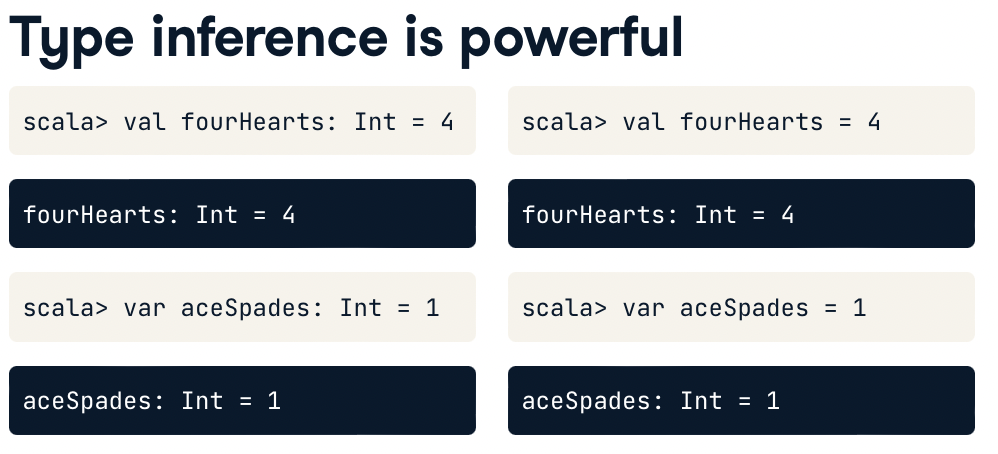 Type inference is powerful
scala> val fourHearts: Int = 4
fourHearts: Int = 4
scala> var aceSpades: Int = 1
aceSpades: Int = 1
scala> val fourHearts = 4
fourHearts: Int = 4
scala> var aceSpades = 1
aceSpades: Int = 1